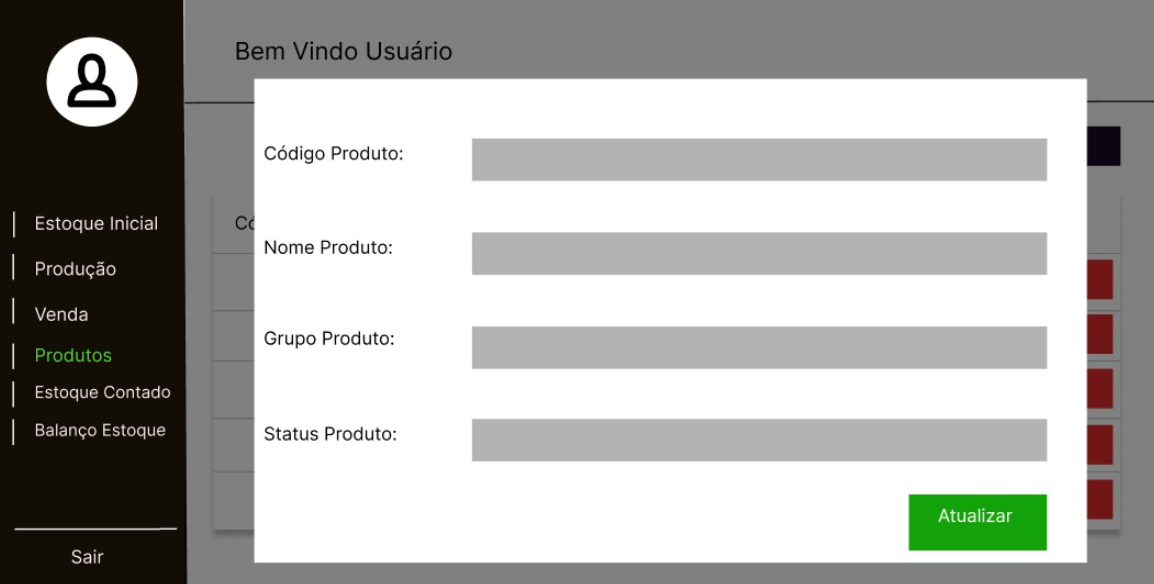 Bem Vindo Usuário
Estoque Inicial
Produção
Venda
Produtos
Estoque Contado
Balanço Estoque
Sair
Có
Código Produto:
Nome Produto:
Grupo Produto:
Status Produto:
Atualizar